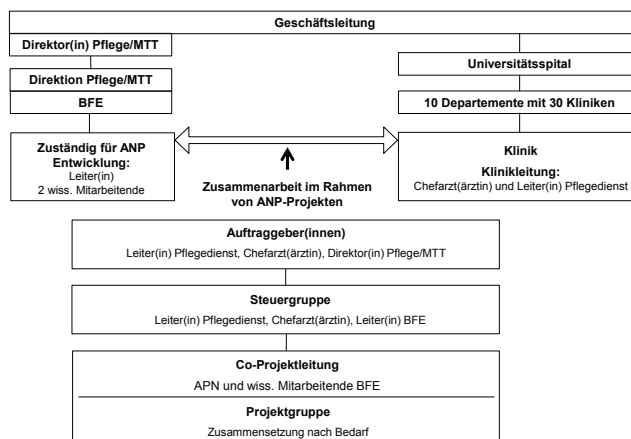 Geschäftsleitung
Direktor(in) Pflege/MTT
Direktion Pflege/MTT
BFE
Universitätsspital
10 Departemente mit 30 Kliniken
Zuständig für ANP
Entwicklung:
Leiter(in)
2 wiss. Mitarbeitende
Klinik
Klinikleitung:
Chefarzt(ärztin) und Leiter(in) Pflegedienst
Zusammenarbeit im Rahmen
von ANP-Projekten
Auftraggeber(innen)
Leiter(in) Pflegedienst, Chefarzt(ärztin), Direktor(in) Pflege/MTT
Steuergruppe
Leiter(in) Pflegedienst, Chefarzt(ärztin), Leiter(in) BFE
Co-Projektleitung
APN und wiss. Mitarbeitende BFE
Projektgruppe
Zusammensetzung nach Bedarf